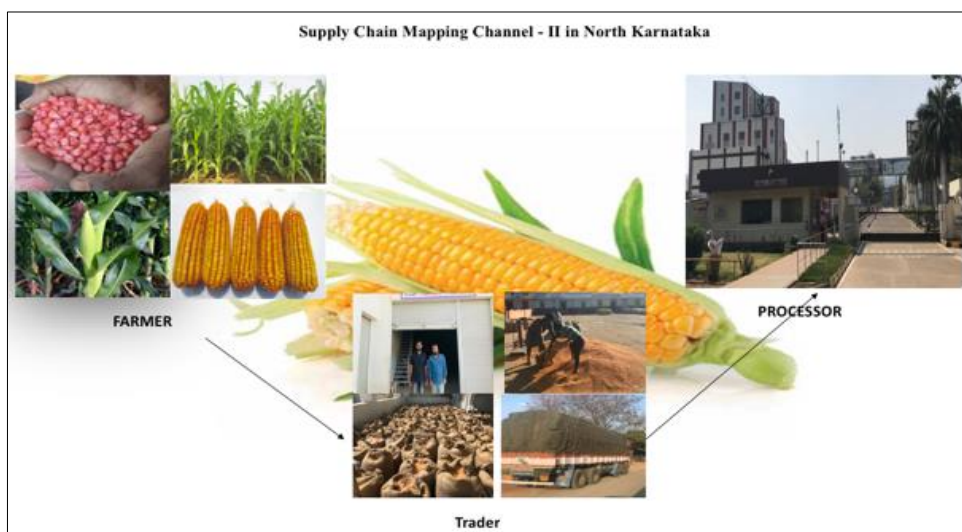 Supply Chain Mapping Channel - II in North Karnataka
FARMER
PROCESSOR
Trader